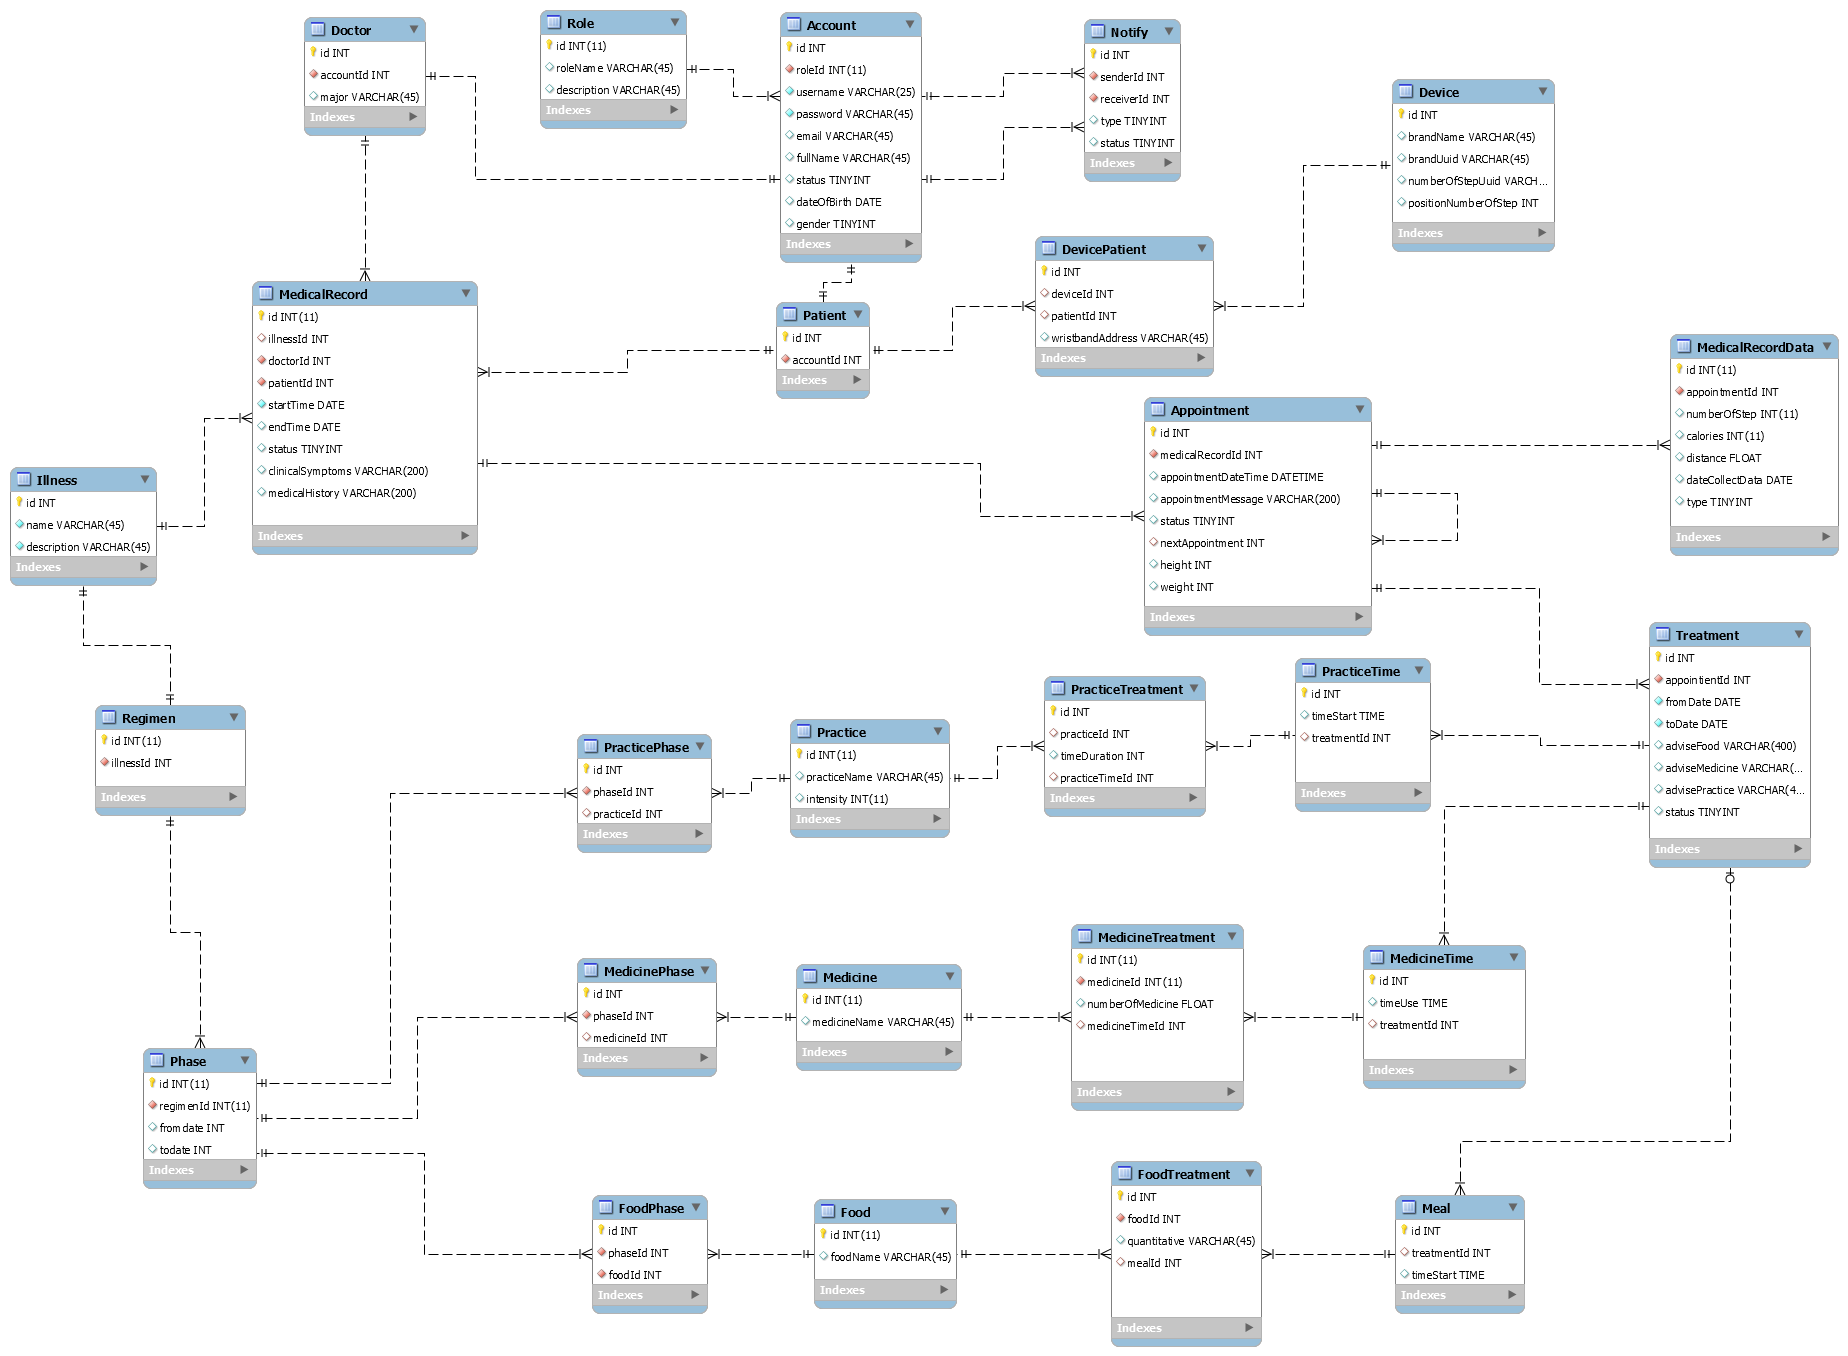 Doctor
id INT
accountId INT
major VARCHAR(45)
Indexes
Role
id INT(11)
roleName VARCHAR(45)
description VARCHAR(45)
Indexes
Account
id INT
roleId INT(11)
username VARCHAR(25)
password VARCHAR(45)
email VARCHAR(45)
fullName VARCHAR(45)
status TINYINT
dateOfBirth DATE
gender TINYINT
Indexes
Notify
id INT
senderId INT
receiverId INT
type TINYINT
status TINYINT
Indexes
Device
id INT
brandName VARCHAR(45)
brandUuid VARCHAR(45)
numberOfStepUuid VARCH...
positionNumberOfStep INT
Indexes
DevicePatient
id INT
deviceId INT
patientId INT
wristbandAddress VARCHAR(45)
Indexes
MedicalRecord
id INT(11)
illnessId INT
doctorId INT
patientId INT
startTime DATE
endTime DATE
status TINYINT
clinicalSymptoms VARCHAR(200)
medicalHistory VARCHAR(200)
Indexes
Patient
id INT
accountId INT
Indexes
MedicalRecordData
id INT(11)
appointmentId INT
numberOfStep INT(11)
calories INT(11)
distance FLOAT
dateCollectData DATE
type TINYINT
Indexes
Appointment
id INT
medicalRecordId INT
appointmentDateTime DATETIME
appointmentMessage VARCHAR(200)
status TINYINT
nextAppointment INT
height INT
weight INT
Indexes
Illness
id INT
name VARCHAR(45)
description VARCHAR(45)
Indexes
Treatment
id INT
appointientId INT
fromDate DATE
toDate DATE
adviseFood VARCHAR(400)
adviseMedicine VARCHAR(...
advisePractice VARCHAR(4...
status TINYINT
Indexes
Regimen
id INT(11)
illnessId INT
Indexes
PracticePhase
id INT
phaseId INT
practiceId INT
Indexes
Practice
id INT(11)
practiceName VARCHAR(45)
intensity INT(11)
Indexes
PracticeTreatment
id INT
practiceId INT
timeDuration INT
practiceTimeId INT
Indexes
PracticeTime
id INT
timeStart TIME
treatmentId INT
Indexes
MedicinePhase
id INT
phaseId INT
medicineId INT
Indexes
Medicine
id INT(11)
medicineName VARCHAR(45)
Indexes
MedicineTreatment
id INT(11)
medicineId INT(11)
numberOfMedicine FLOAT
medicineTimeId INT
Indexes
MedicineTime
id INT
timeUse TIME
treatmentId INT
Indexes
Phase
id INT(11)
regimenId INT(11)
fromdate INT
todate INT
Indexes
FoodPhase
id INT
phaseId INT
foodId INT
Indexes
Food
id INT(11)
foodName VARCHAR(45)
Indexes
FoodTreatment
id INT
foodId INT
quantitative VARCHAR(45)
mealId INT
Indexes
Meal
id INT
treatmentId INT
timeStart TIME
Indexes